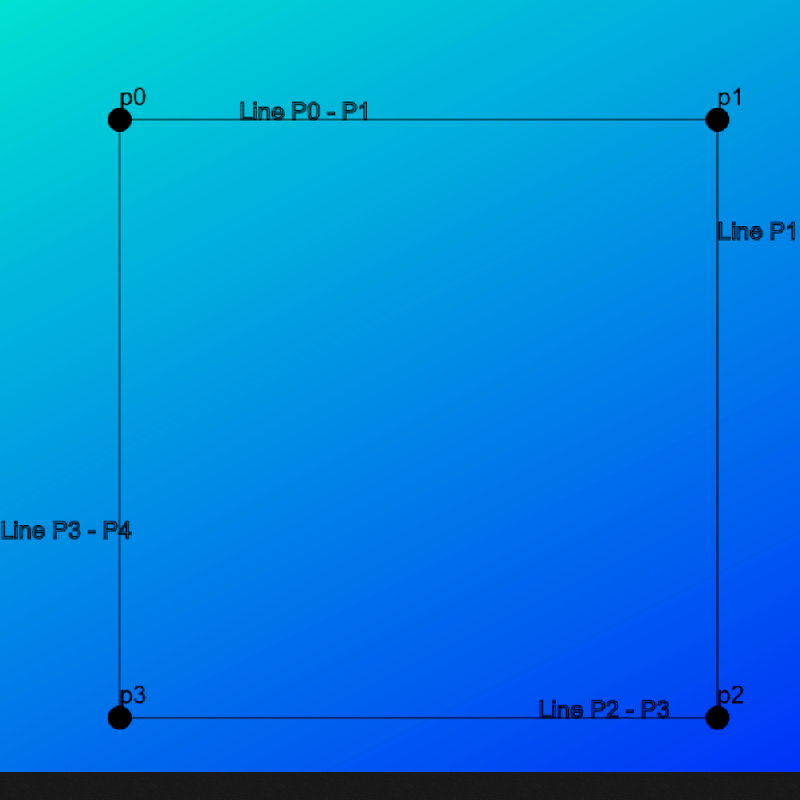 p0
Line P0 - P1
p1
Line P1
Line P3 - P4
p3
Line P2 - P3
p2